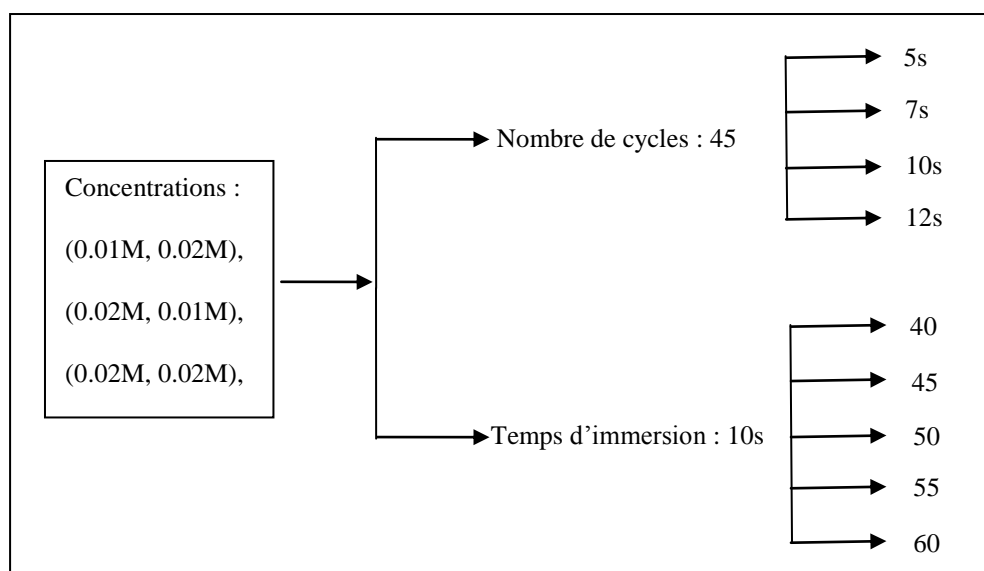 Concentrations :
(0.01M, 0.02M),
(0.02M, 0.01M),
(0.02M, 0.02M),
Nombre de cycles : 45
5s
7s
10s
12s
Temps d’immersion : 10s
40
45
50
55
60